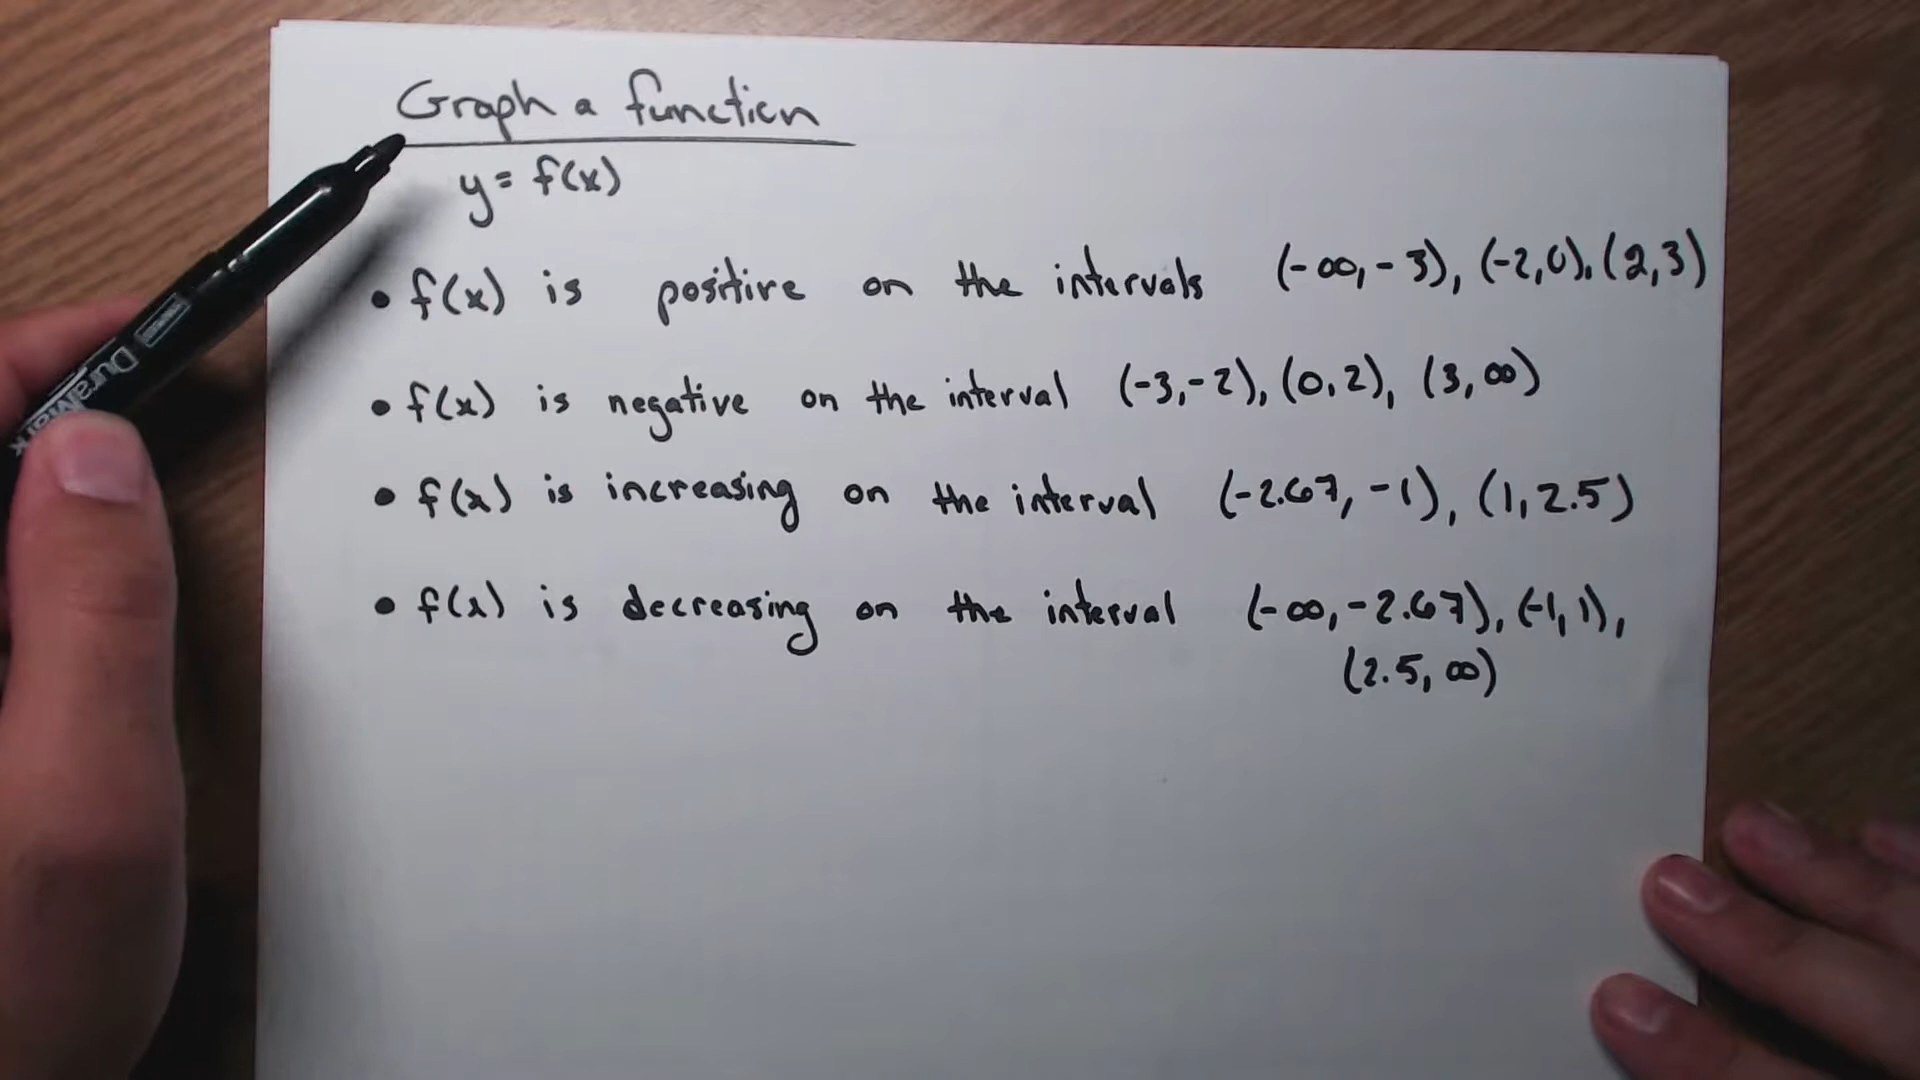 Graph a function
y = f(x)
• f(x) is positive on the intervals (-∞, -3), (-2, 0), (2, 3)
• f(x) is negative on the interval (-3, -2), (0, 2), (3, ∞)
• f(x) is increasing on the interval (-2.67, -1), (1, 2.5)
• f(x) is decreasing on the interval (-∞, -2.67), (-1, 1),
(2.5, ∞)
DuraMark